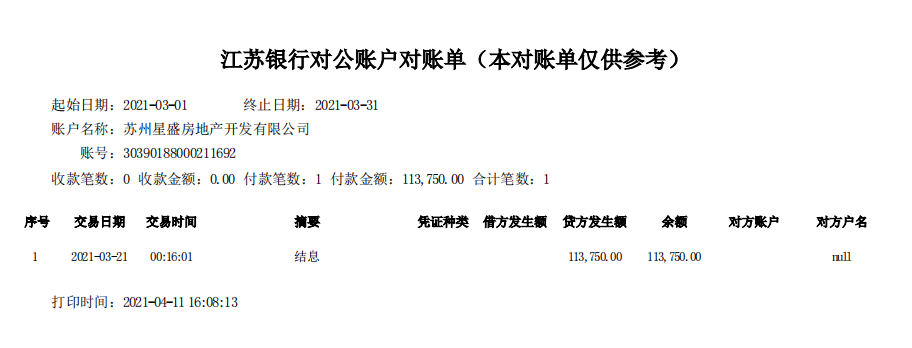 江苏银行对公账户对账单（本对账单仅供参考）
起始日期：2021-03-01 终止日期：2021-03-31
账户名称：苏州星盛房地产开发有限公司
账号：30390188000211692
收款笔数：0 收款金额：0.00 付款笔数：1 付款金额：113,750.00 合计笔数：1
序号 交易日期 交易时间 摘要 凭证种类 借方发生额 贷方发生额 余额 对方账户 对方户名
1 2021-03-21 00:16:01 结息 113,750.00 113,750.00 null
打印时间：2021-04-11 16:08:13